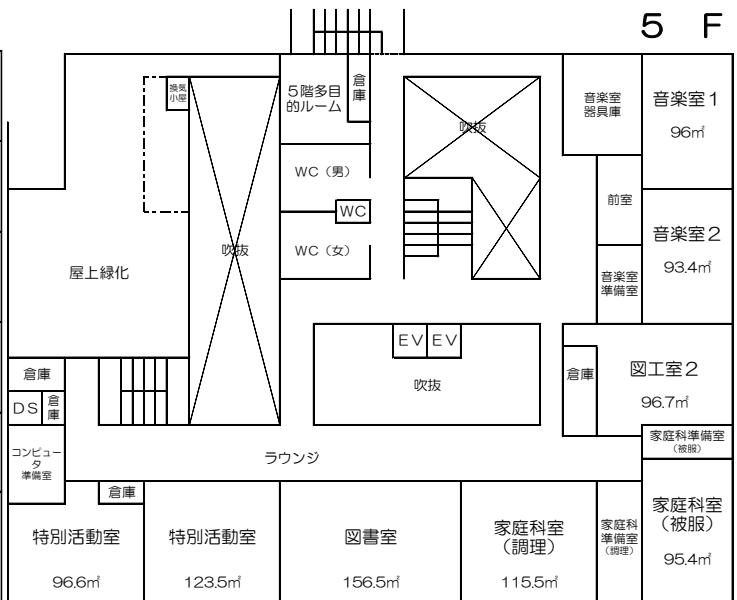 ５　Ｆ
換気
小屋
５階多目
的ルーム
倉
庫
吹抜
音楽室
器具庫
音楽室１
96㎡
WC（男）
WC
前室
音楽室２
93.4㎡
吹抜
WC（女）
屋上緑化
音楽室
準備室
EV
EV
倉庫
DS
倉
庫
吹抜
倉庫
図工室２
96.7㎡
コンピュー
タ
準備室
ラウンジ
家庭科準備室
（被服）
倉庫
特別活動室
96.6㎡
特別活動室
123.5㎡
図書室
156.5㎡
家庭科室
（調理）
115.5㎡
家庭科
準備室
（調理）
家庭科室
（被服）
95.4㎡